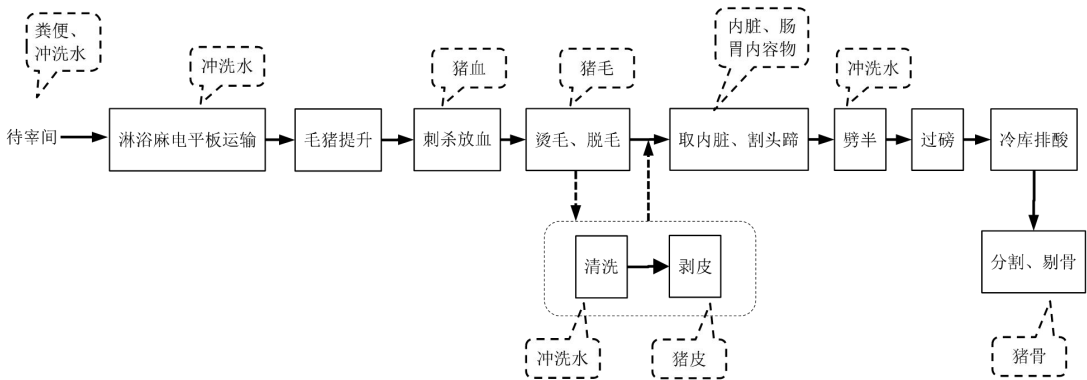 粪便、
冲洗水
冲洗水
猪血
猪毛
内脏、肠
胃内容物
冲洗水
待宰间
淋浴麻电平板运输
毛猪提升
刺杀放血
烫毛、脱毛
取内脏、割头蹄
劈半
过磅
冷库排酸
清洗
剥皮
分割、剔骨
冲洗水
猪皮
猪骨